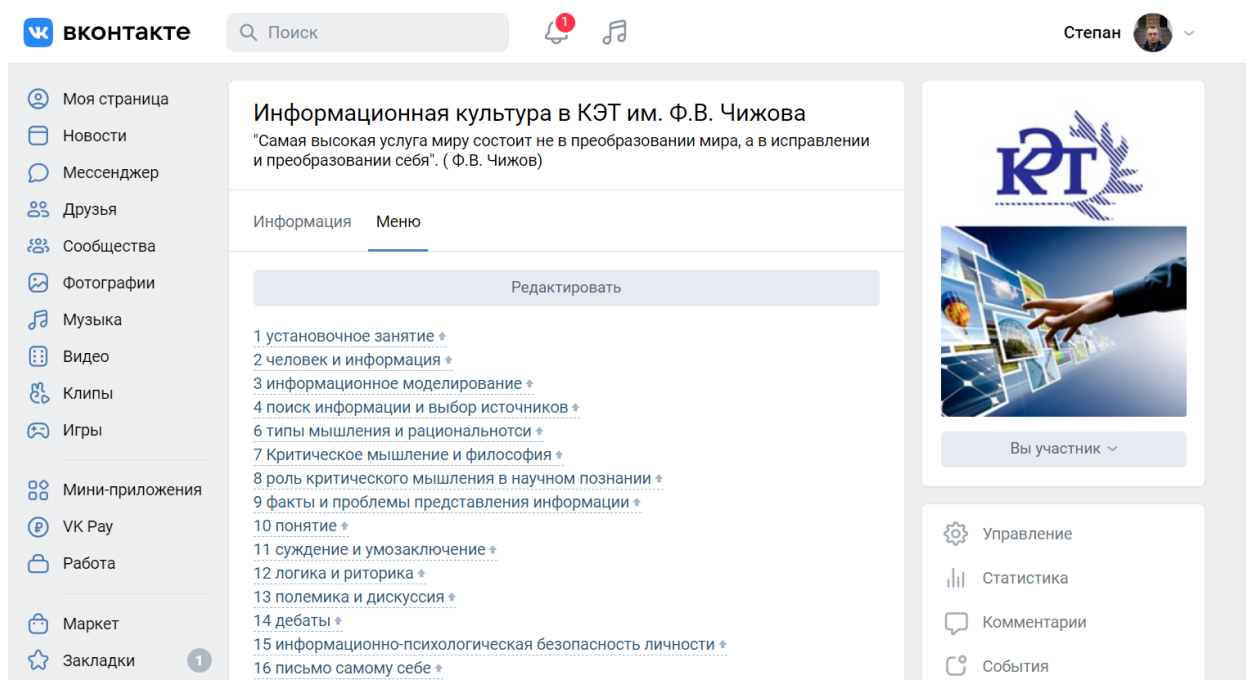 вконтакте
Поиск
1
Степан
Моя страница
Новости
Мессенджер
Друзья
Сообщества
Фотографии
Музыка
Видео
Клипы
Игры
Мини-приложения
VK Pay
Работа
Маркет
Закладки 1
Информационная культура в КЭТ им. Ф.В. Чижова
"Самая высокая услуга миру состоит не в преобразовании мира, а в исправлении
и преобразовании себя". ( Ф.В. Чижов)
Информация Меню
Редактировать
1 установочное занятие
2 человек и информация
3 информационное моделирование
4 поиск информации и выбор источников
6 типы мышления и рациональнотси
7 Критическое мышление и философия
8 роль критического мышления в научном познании
9 факты и проблемы представления информации
10 понятие
11 суждение и умозаключение
12 логика и риторика
13 полемика и дискуссия
14 дебаты
15 информационно-психологическая безопасность личности
16 письмо самому себе
КЭТ
Вы участник
Управление
Статистика
Комментарии
События